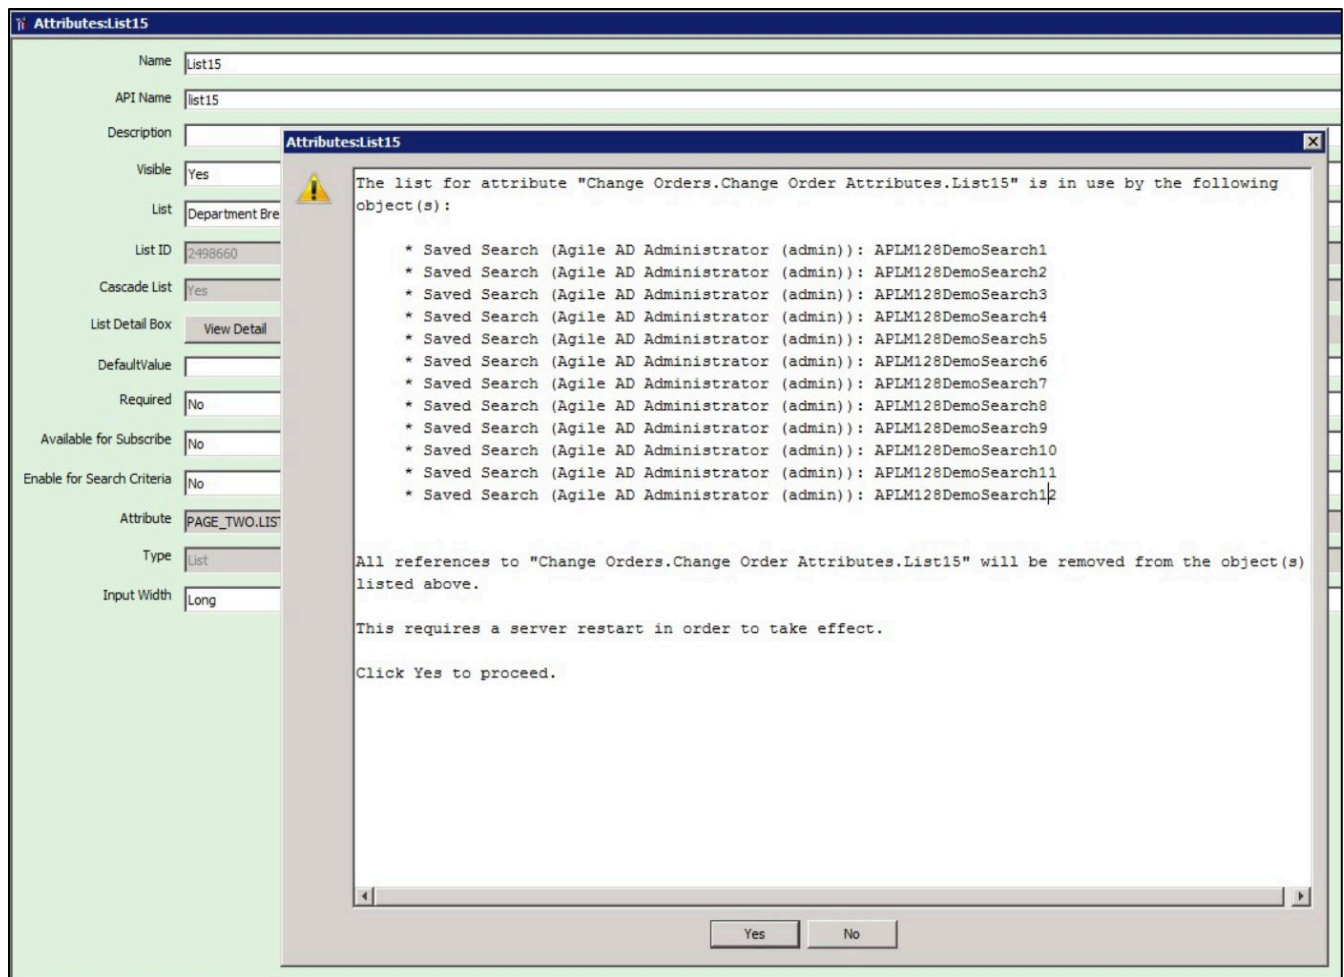 Attributes:List15
Name List15
API Name list15
Description
Visible Yes
List Department Bre
List ID 2498660
Cascade List Yes
List Detail Box View Detail
DefaultValue
Required No
Available for Subscribe No
Enable for Search Criteria No
Attribute PAGE_TWO.LIST
Type List
Input Width Long
Attributes:List15
The list for attribute "Change Orders.Change Order Attributes.List15" is in use by the following
object(s):
* Saved Search (Agile AD Administrator (admin)): APLM128DemoSearch1
* Saved Search (Agile AD Administrator (admin)): APLM128DemoSearch2
* Saved Search (Agile AD Administrator (admin)): APLM128DemoSearch3
* Saved Search (Agile AD Administrator (admin)): APLM128DemoSearch4
* Saved Search (Agile AD Administrator (admin)): APLM128DemoSearch5
* Saved Search (Agile AD Administrator (admin)): APLM128DemoSearch6
* Saved Search (Agile AD Administrator (admin)): APLM128DemoSearch7
* Saved Search (Agile AD Administrator (admin)): APLM128DemoSearch8
* Saved Search (Agile AD Administrator (admin)): APLM128DemoSearch9
* Saved Search (Agile AD Administrator (admin)): APLM128DemoSearch10
* Saved Search (Agile AD Administrator (admin)): APLM128DemoSearch11
* Saved Search (Agile AD Administrator (admin)): APLM128DemoSearch12
All references to "Change Orders.Change Order Attributes.List15" will be removed from the object(s)
listed above.
This requires a server restart in order to take effect.
Click Yes to proceed.
Yes No